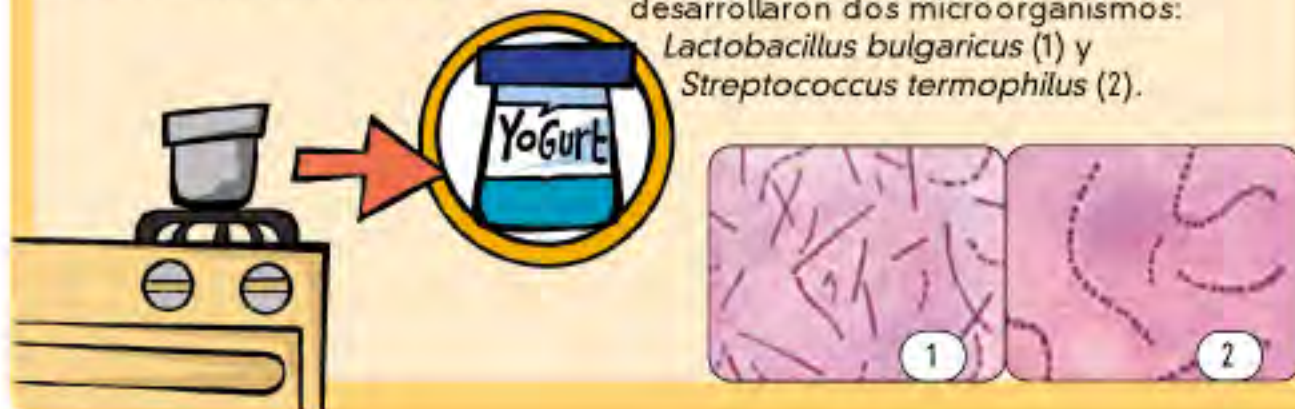 desarrollaron dos microorganismos:
Lactobacillus bulgaricus (1) y
Streptococcus termophilus (2).
YoGurt
1
2